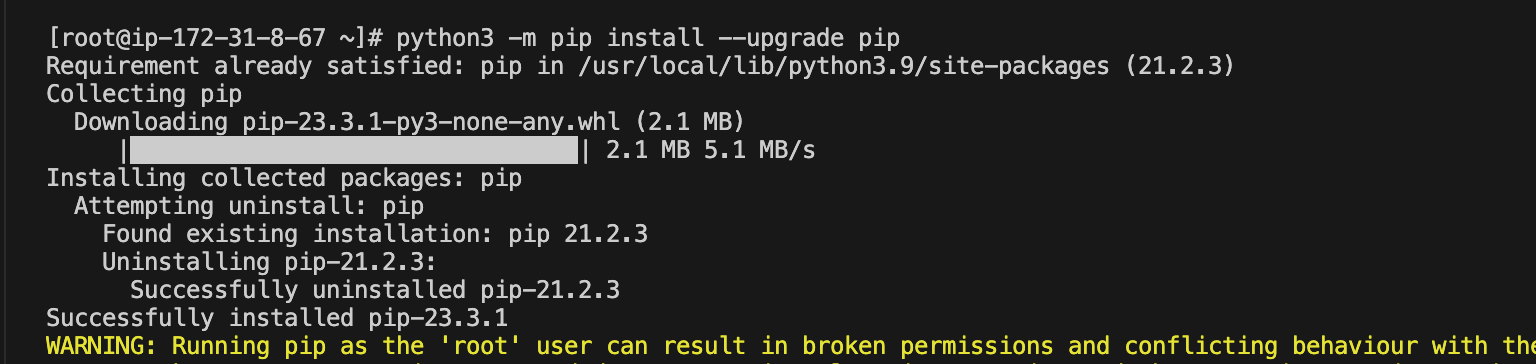 [root@ip-172-31-8-67 ~]# python3 -m pip install --upgrade pip
Requirement already satisfied: pip in /usr/local/lib/python3.9/site-packages (21.2.3)
Collecting pip
Downloading pip-23.3.1-py3-none-any.whl (2.1 MB)
| | 2.1 MB 5.1 MB/s
Installing collected packages: pip
Attempting uninstall: pip
Found existing installation: pip 21.2.3
Uninstalling pip-21.2.3:
Successfully uninstalled pip-21.2.3
Successfully installed pip-23.3.1
WARNING: Running pip as the 'root' user can result in broken permissions and conflicting behaviour with